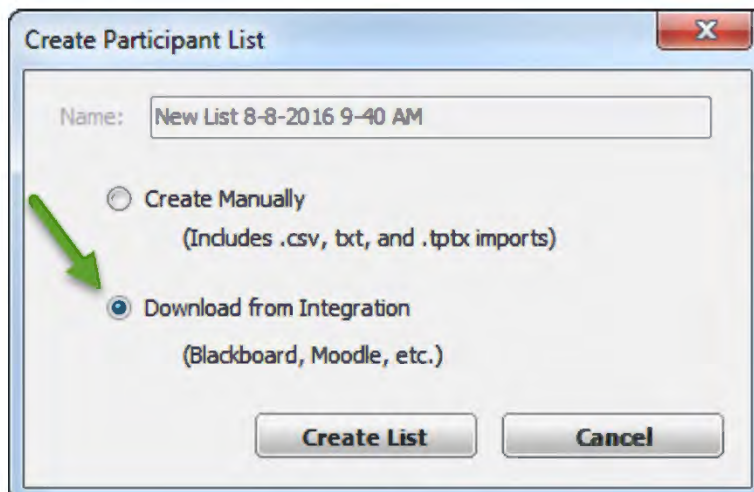 Create Participant List
Name: New List 8-8-2016 9-40 AM
Create Manually
(Includes .csv, txt, and .tptx imports)
Download from Integration
(Blackboard, Moodle, etc.)
Create List Cancel